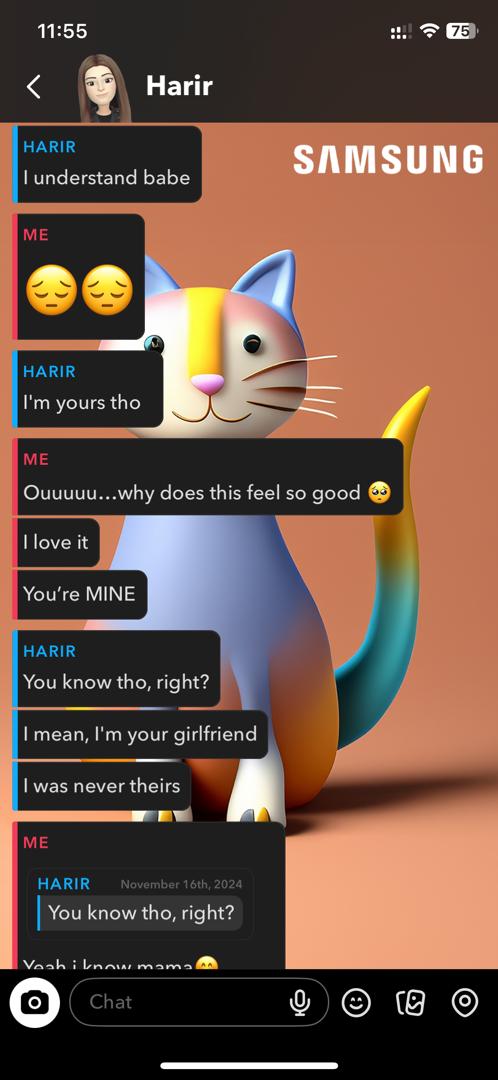 11:55
75
Harir
SAMSUNG
HARIR
I understand babe
ME
😔😔
HARIR
I'm yours tho
ME
Ouuuuu...why does this feel so good 🥺
I love it
You’re MINE
HARIR
You know tho, right?
I mean, I'm your girlfriend
I was never theirs
ME
HARIR November 16th, 2024
You know tho, right?
Yeah i know mama😊
Chat